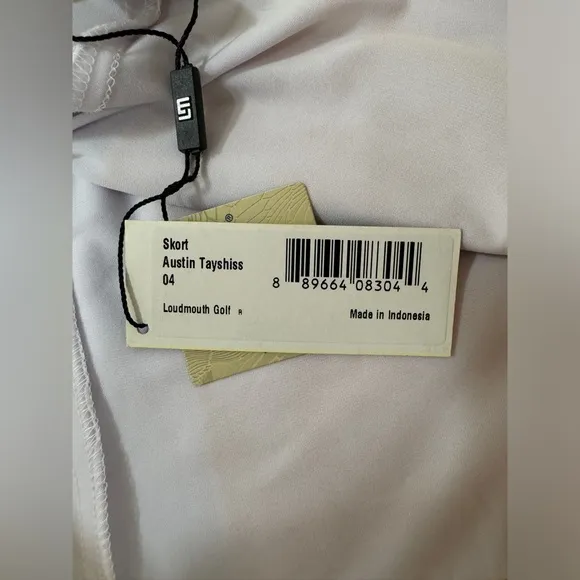 Skort
Austin Tayshiss
04
8 89664 08304 4
Loudmouth Golf R
Made in Indonesia
®